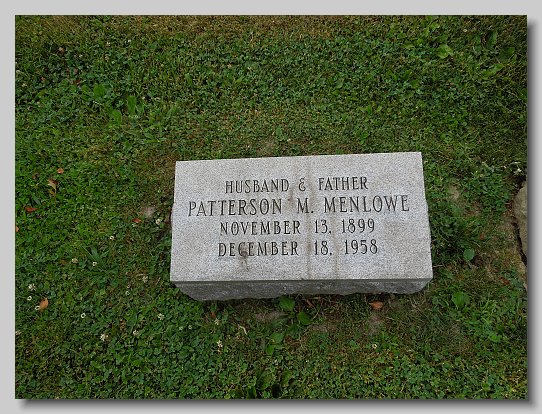 HUSBAND & FATHER
PATTERSON M. MENLOWE
NOVEMBER 13, 1899
DECEMBER 18, 1958